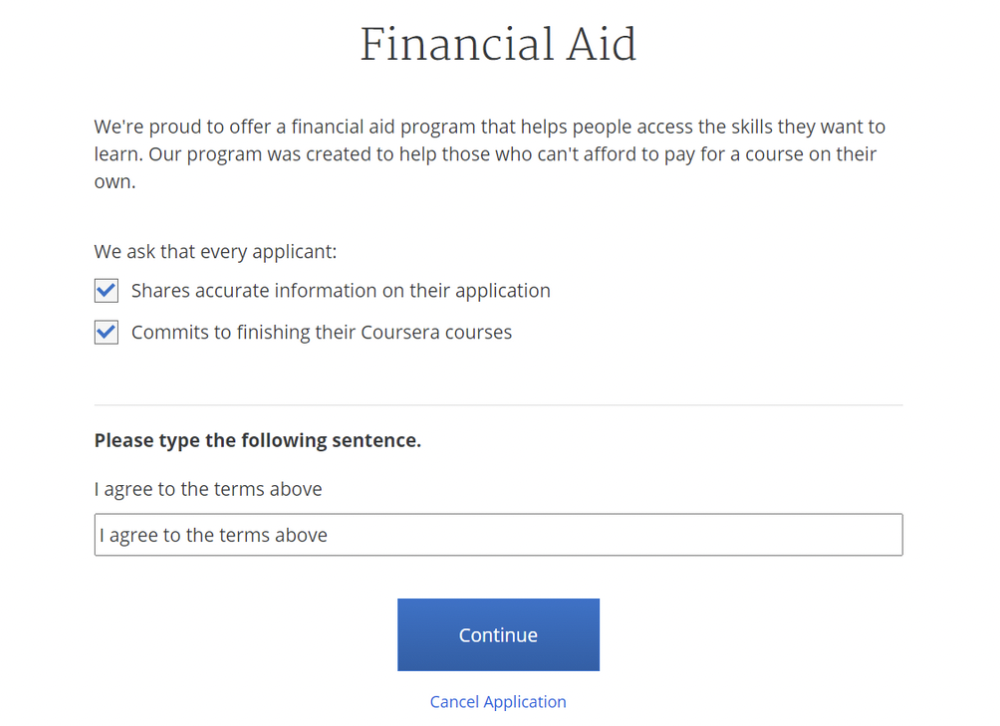 Financial Aid
We're proud to offer a financial aid program that helps people access the skills they want to
learn. Our program was created to help those who can't afford to pay for a course on their
own.
We ask that every applicant:
Shares accurate information on their application
Commits to finishing their Coursera courses
Please type the following sentence.
I agree to the terms above
I agree to the terms above
Continue
Cancel Application